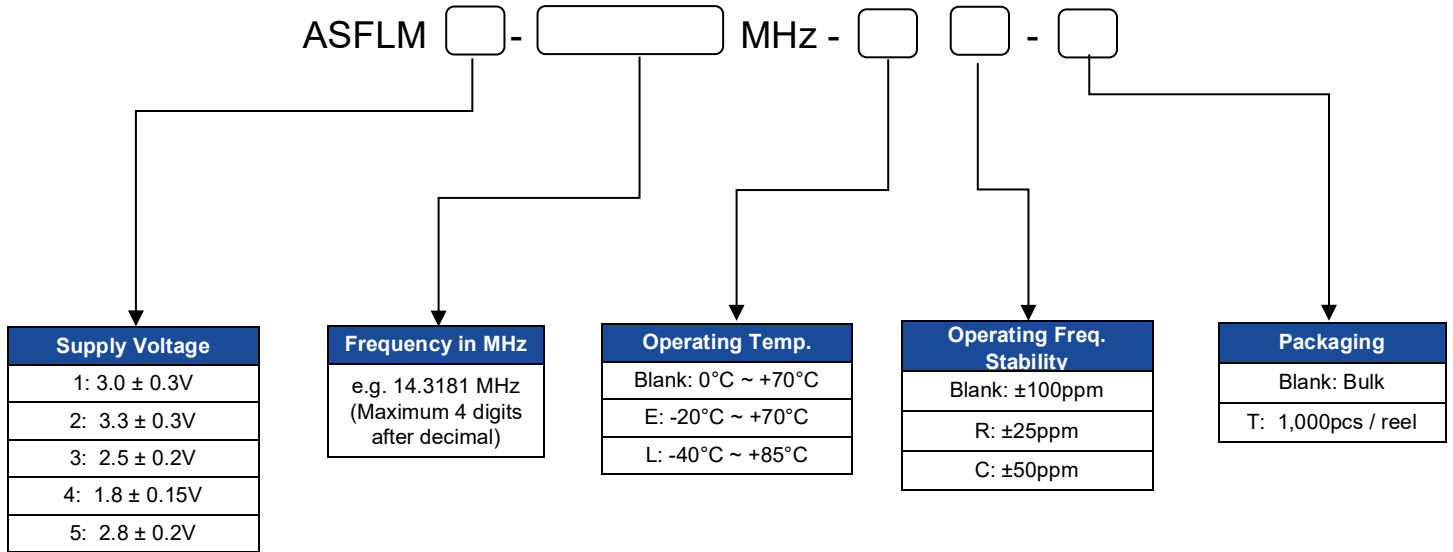 ASFLM - MHz - -
Supply Voltage
1: 3.0 ± 0.3V
2: 3.3 ± 0.3V
3: 2.5 ± 0.2V
4: 1.8 ± 0.15V
5: 2.8 ± 0.2V
Frequency in MHz
e.g. 14.3181 MHz
(Maximum 4 digits
after decimal)
Operating Temp.
Blank: 0°C ~ +70°C
E: -20°C ~ +70°C
L: -40°C ~ +85°C
Operating Freq.
Stability
Blank: ±100ppm
R: ±25ppm
C: ±50ppm
Packaging
Blank: Bulk
T: 1,000pcs / reel